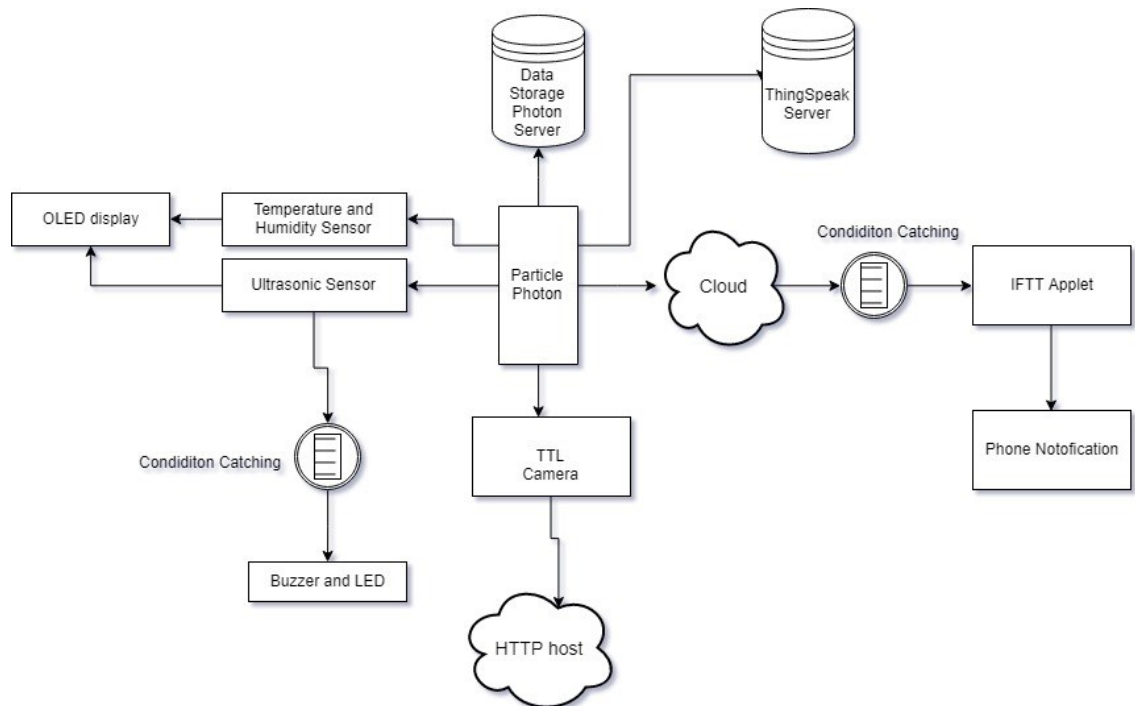 Data
Storage
Photon
Server
ThingSpeak
Server
OLED display
Temperature and
Humidity Sensor
Ultrasonic Sensor
Particle
Photon
Cloud
Condiditon Catching
IFTT Applet
Phone Notofication
TTL
Camera
Condiditon Catching
Buzzer and LED
HTTP host